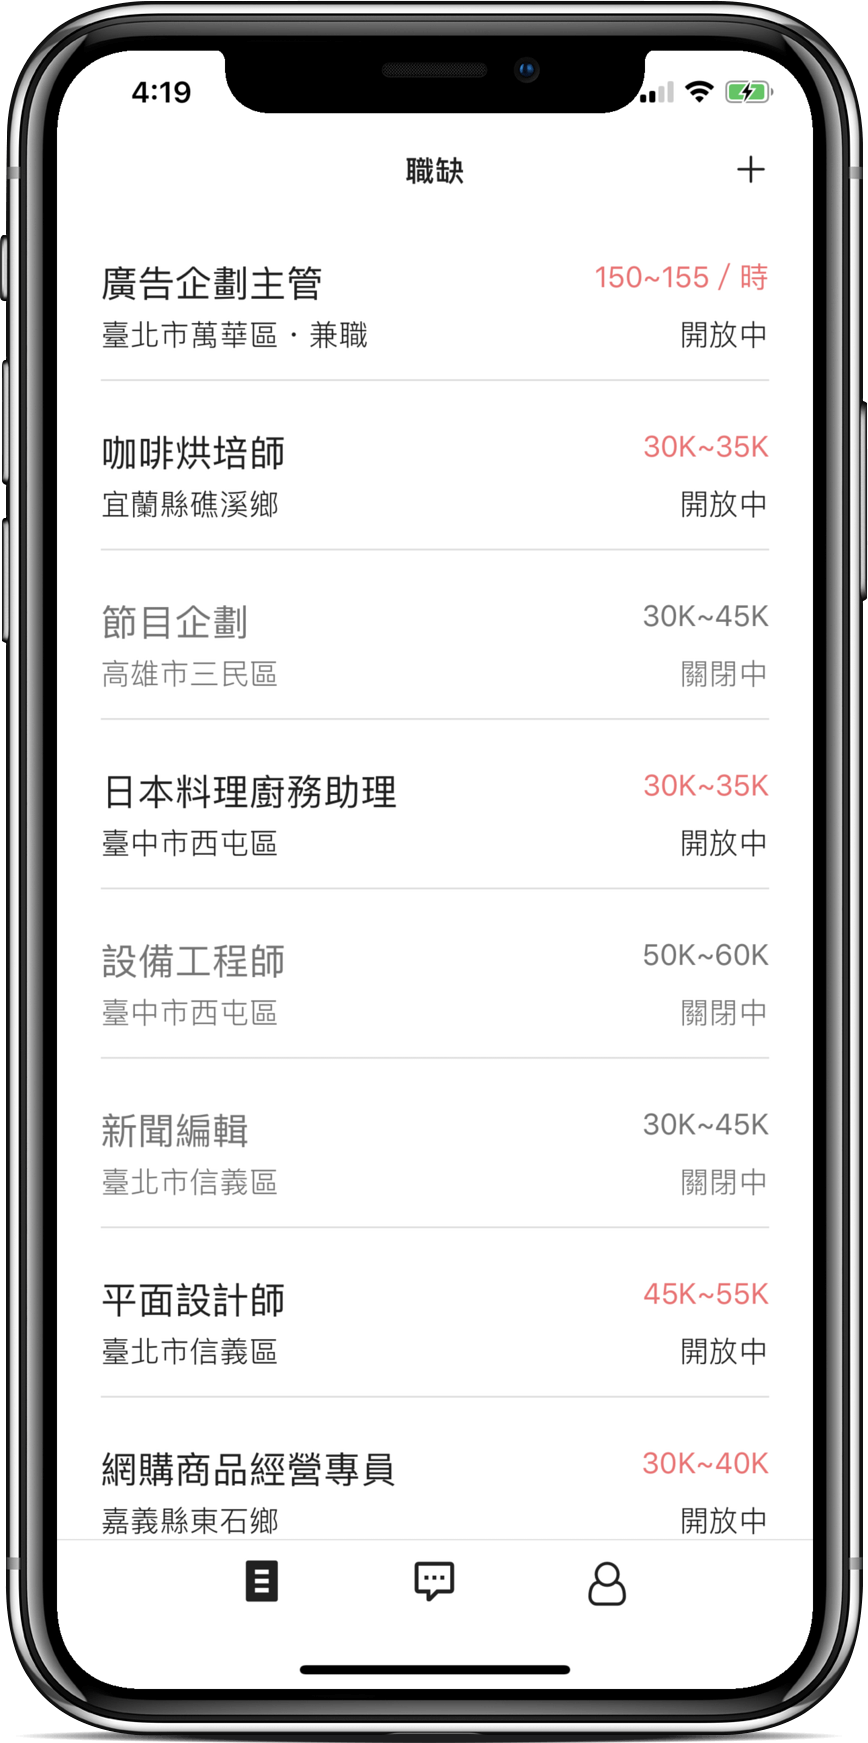 4:19
職缺
廣告企劃主管 150~155 / 時
臺北市萬華區・兼職 開放中
咖啡烘培師 30K~35K
宜蘭縣礁溪鄉 開放中
節目企劃 30K~45K
高雄市三民區 關閉中
日本料理廚務助理 30K~35K
臺中市西屯區 開放中
設備工程師 50K~60K
臺中市西屯區 關閉中
新聞編輯 30K~45K
臺北市信義區 關閉中
平面設計師 45K~55K
臺北市信義區 開放中
網購商品經營專員 30K~40K
嘉義縣東石鄉 開放中